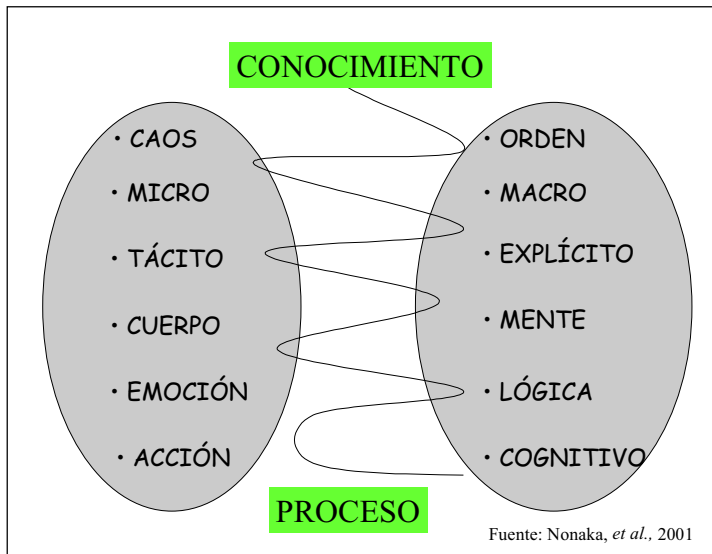 CONOCIMIENTO
• CAOS
• MICRO
• TÁCITO
• CUERPO
• EMOCIÓN
• ACCIÓN
• ORDEN
• MACRO
• EXPLÍCITO
• MENTE
• LÓGICA
• COGNITIVO
PROCESO
Fuente: Nonaka, et al., 2001